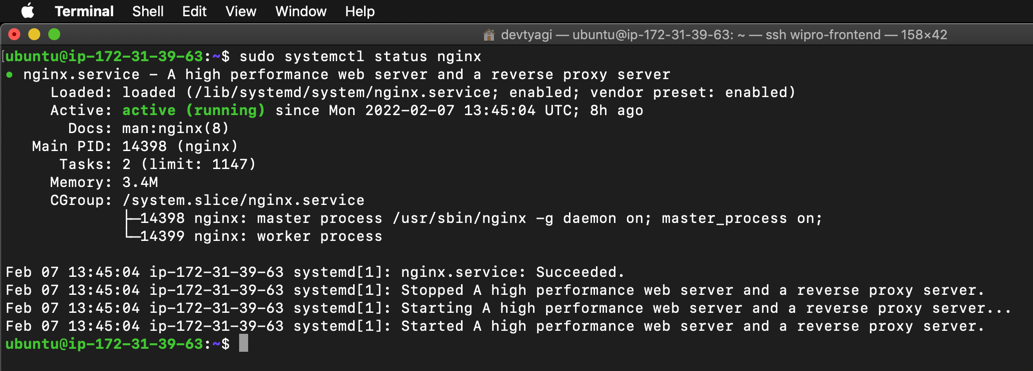 Terminal Shell Edit View Window Help
devtyagi — ubuntu@ip-172-31-39-63: ~ — ssh wipro-frontend — 158×42
[ubuntu@ip-172-31-39-63:~$ sudo systemctl status nginx
● nginx.service - A high performance web server and a reverse proxy server
     Loaded: loaded (/lib/systemd/system/nginx.service; enabled; vendor preset: enabled)
     Active: active (running) since Mon 2022-02-07 13:45:04 UTC; 8h ago
       Docs: man:nginx(8)
   Main PID: 14398 (nginx)
      Tasks: 2 (limit: 1147)
     Memory: 3.4M
     CGroup: /system.slice/nginx.service
             ├─14398 nginx: master process /usr/sbin/nginx -g daemon on; master_process on;
             └─14399 nginx: worker process
Feb 07 13:45:04 ip-172-31-39-63 systemd[1]: nginx.service: Succeeded.
Feb 07 13:45:04 ip-172-31-39-63 systemd[1]: Stopped A high performance web server and a reverse proxy server.
Feb 07 13:45:04 ip-172-31-39-63 systemd[1]: Starting A high performance web server and a reverse proxy server...
Feb 07 13:45:04 ip-172-31-39-63 systemd[1]: Started A high performance web server and a reverse proxy server.
ubuntu@ip-172-31-39-63:~$